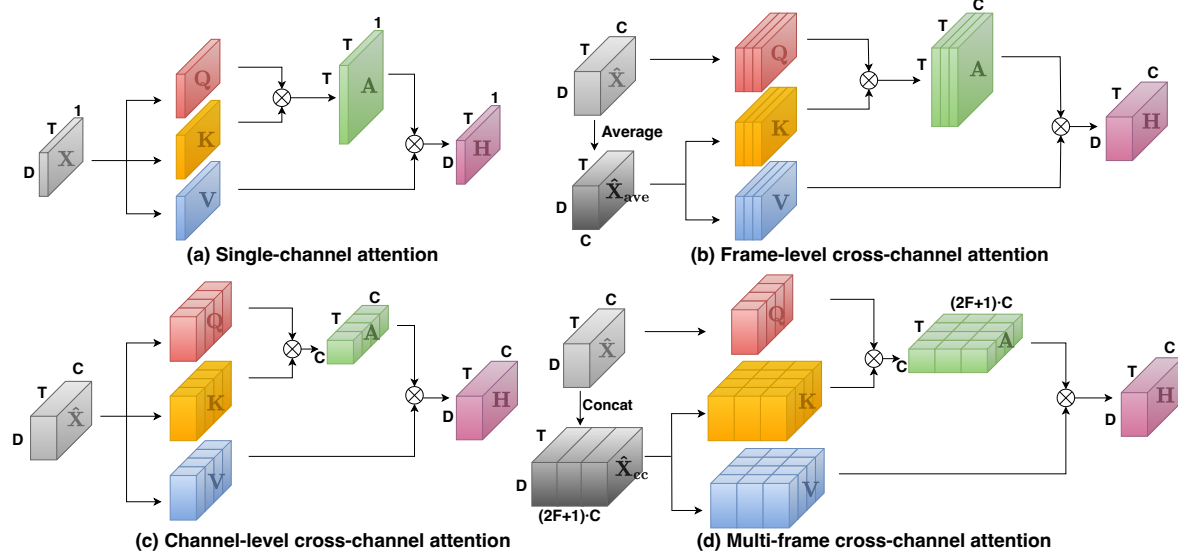 T
1
D
X
Q
K
V
T
T
1
A
T
1
D
H
(a) Single-channel attention
T
C
D
X̂
Average
T
D
X̂ave
C
Q
K
V
T
C
T
A
T
C
D
H
(b) Frame-level cross-channel attention
T
C
D
X̂
Q
K
V
T
C
C
A
T
C
D
H
(c) Channel-level cross-channel attention
T
C
D
X̂
Concat
T
D
X̂cc
(2F+1)·C
Q
K
V
(2F+1)·C
T
C
A
T
C
D
H
(d) Multi-frame cross-channel attention